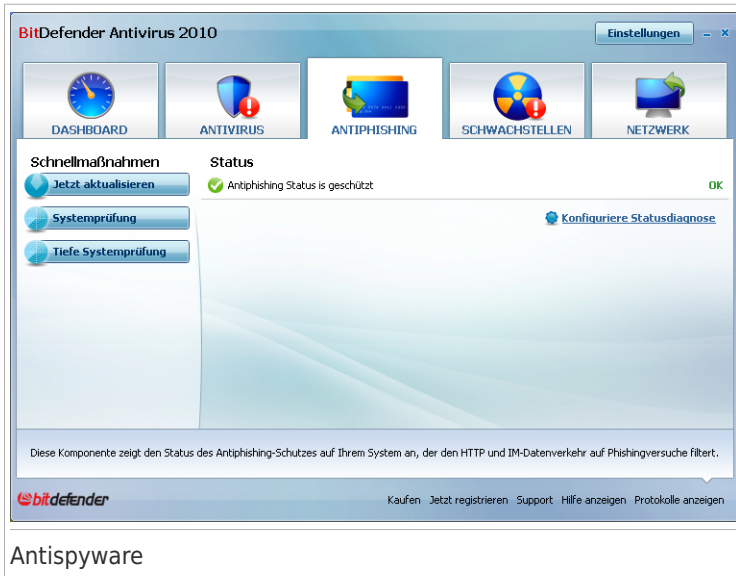 BitDefender Antivirus 2010
Einstellungen
DASHBOARD
ANTIVIRUS
ANTIPHISHING
SCHWACHSTELLEN
NETZWERK
Schnellmaßnahmen
Jetzt aktualisieren
Systemprüfung
Tiefe Systemprüfung
Status
Antiphishing Status is geschützt OK
Konfiguriere Statusdiagnose
Diese Komponente zeigt den Status des Antiphishing-Schutzes auf Ihrem System an, der den HTTP und IM-Datenverkehr auf Phishingversuche filtert.
bitdefender
Kaufen Jetzt registrieren Support Hilfe anzeigen Protokolle anzeigen
Antispyware